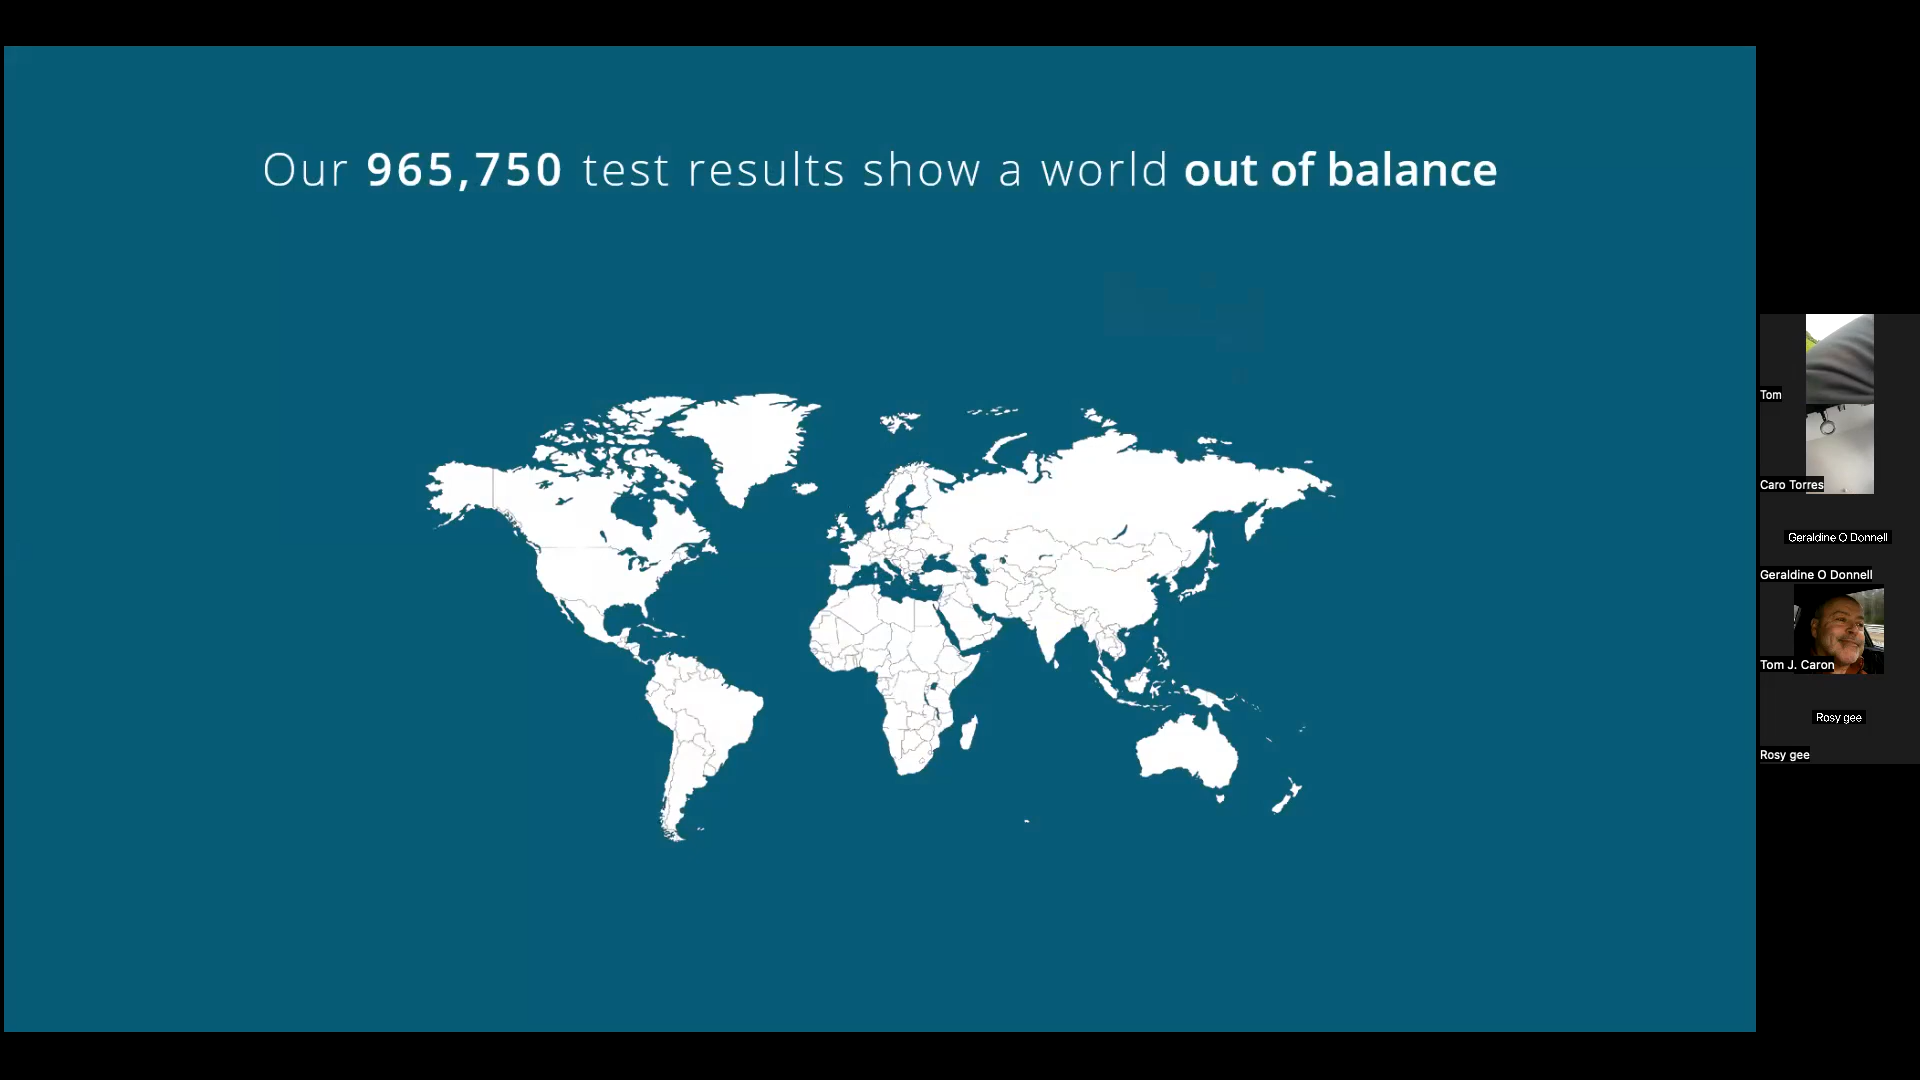 Our 965,750 test results show a world out of balance
Tom
Caro Torres
Geraldine O Donnell
Geraldine O Donnell
Tom J. Caron
Rosy gee
Rosy gee